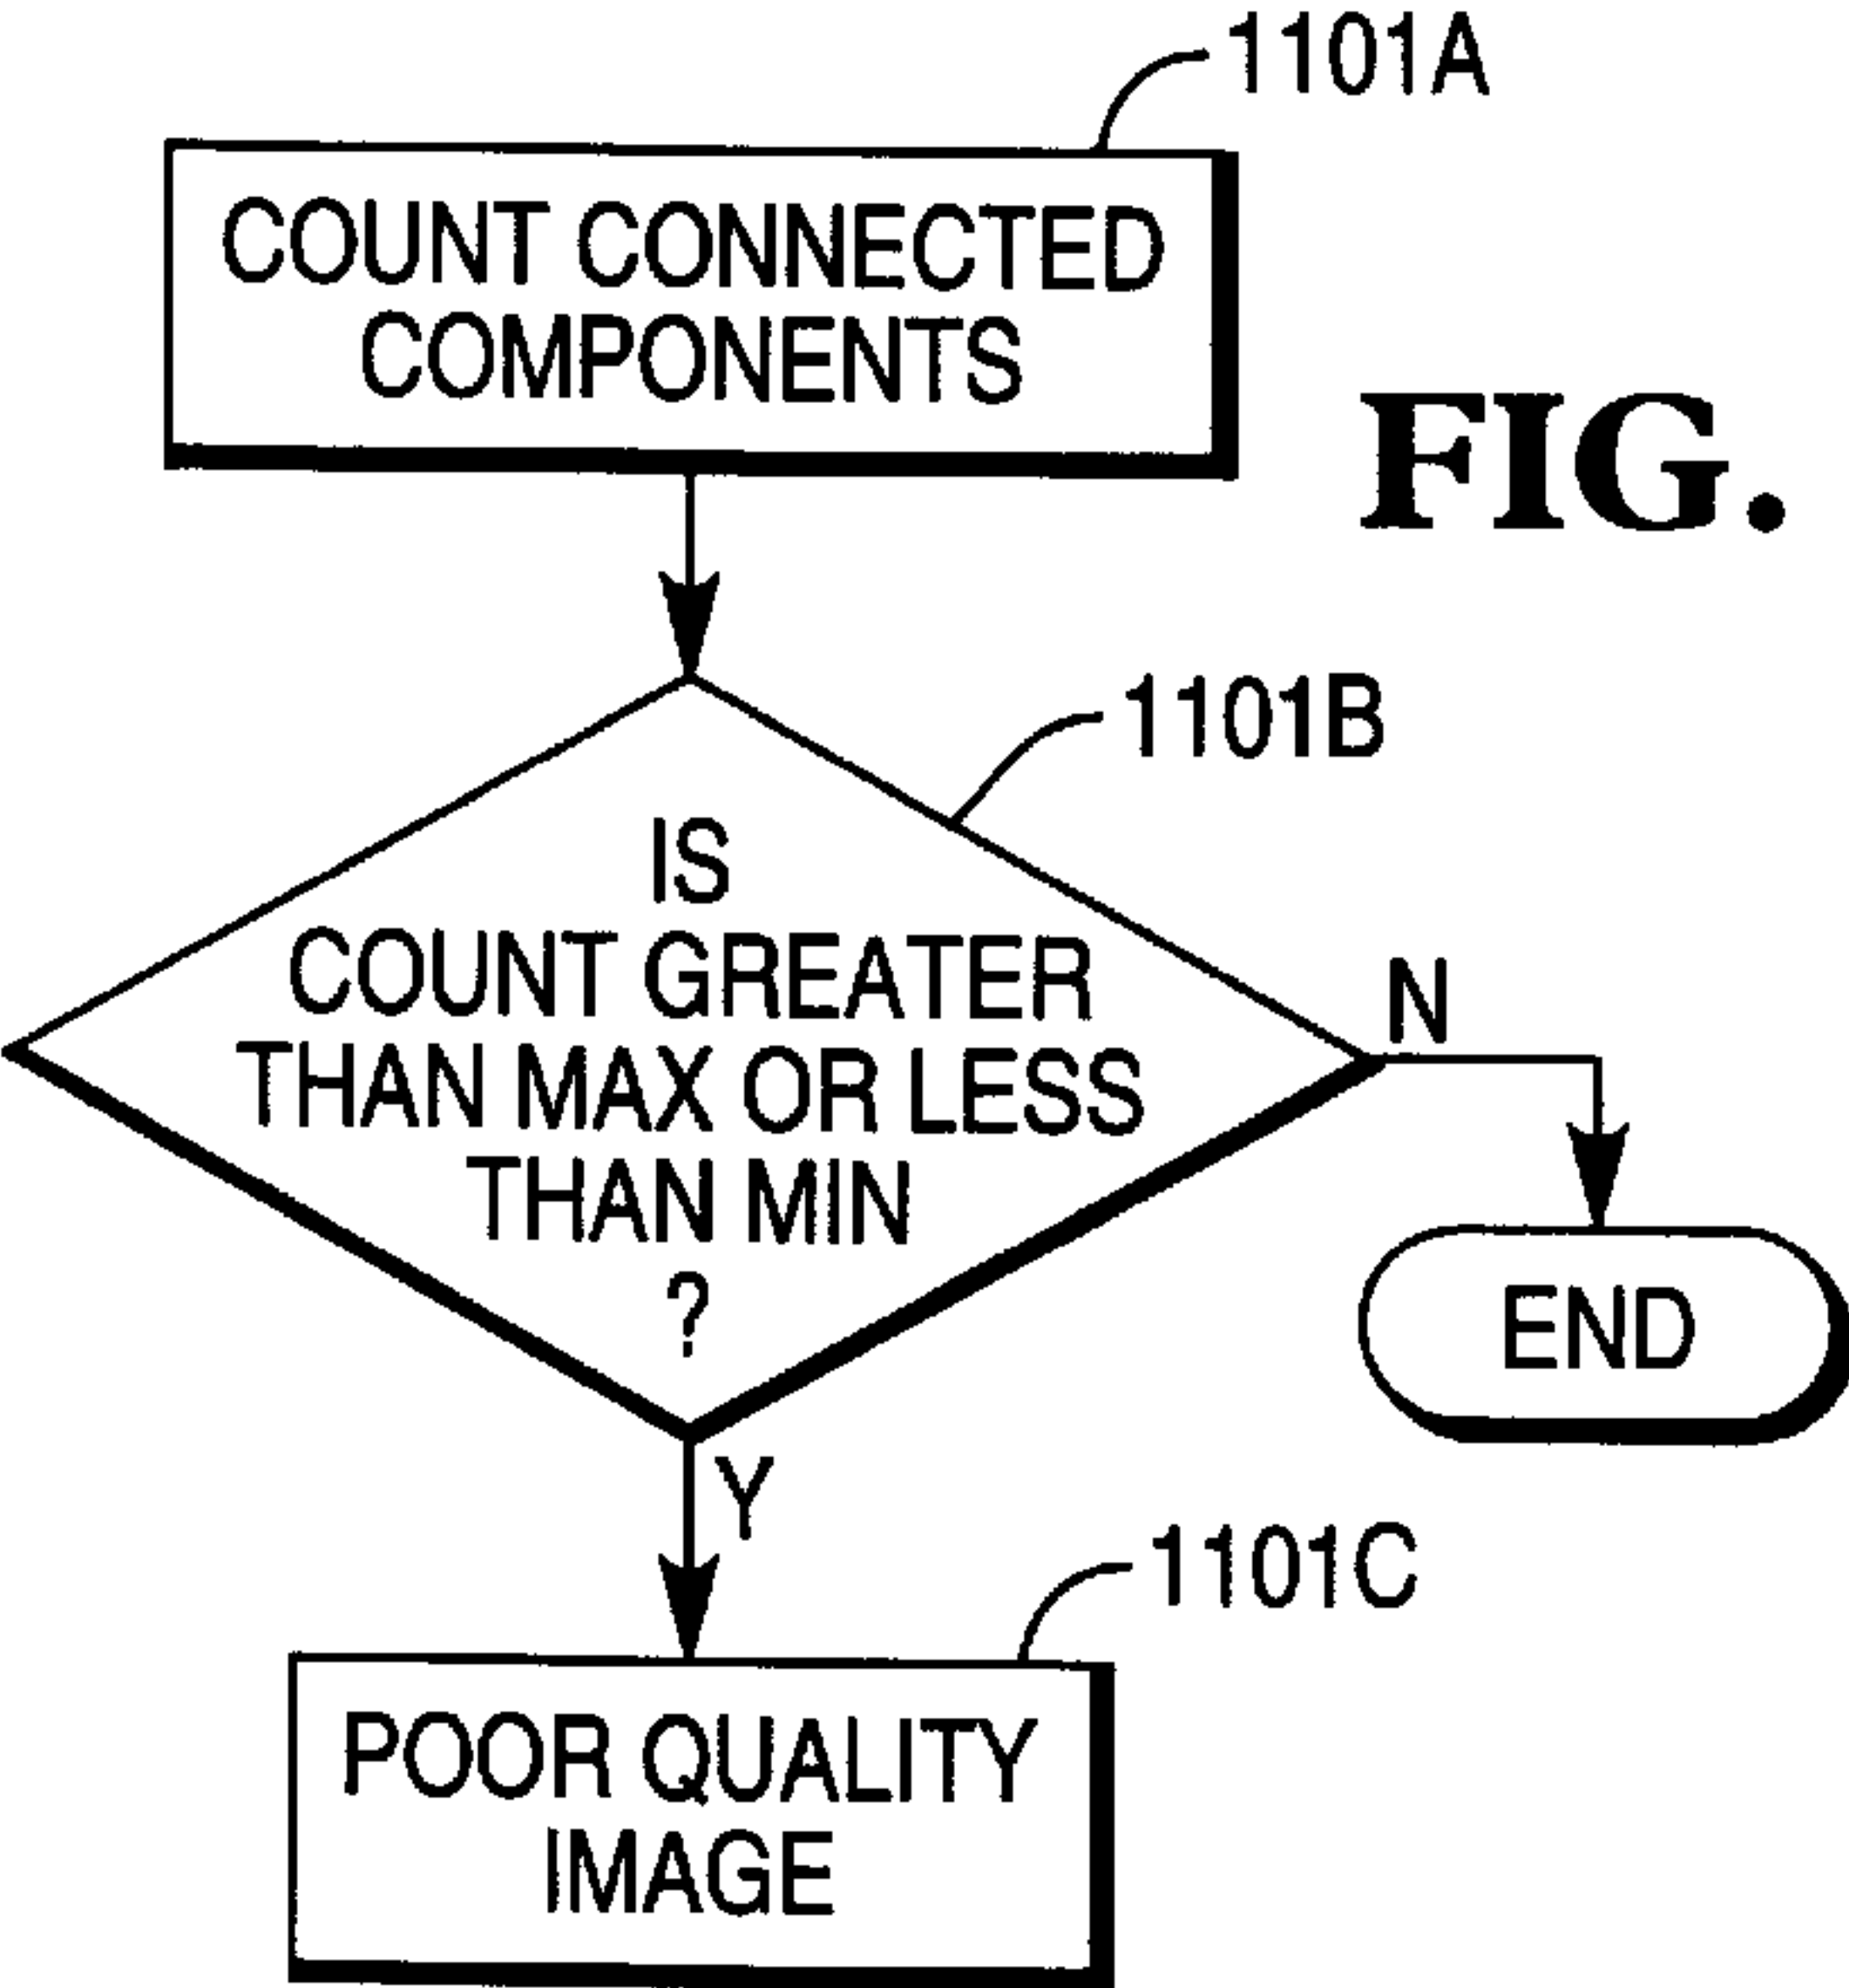 1101A
COUNT CONNECTED
COMPONENTS
FIG.
1101B
IS
COUNT GREATER
THAN MAX OR LESS
THAN MIN
?
N
END
Y
1101C
POOR QUALITY
IMAGE